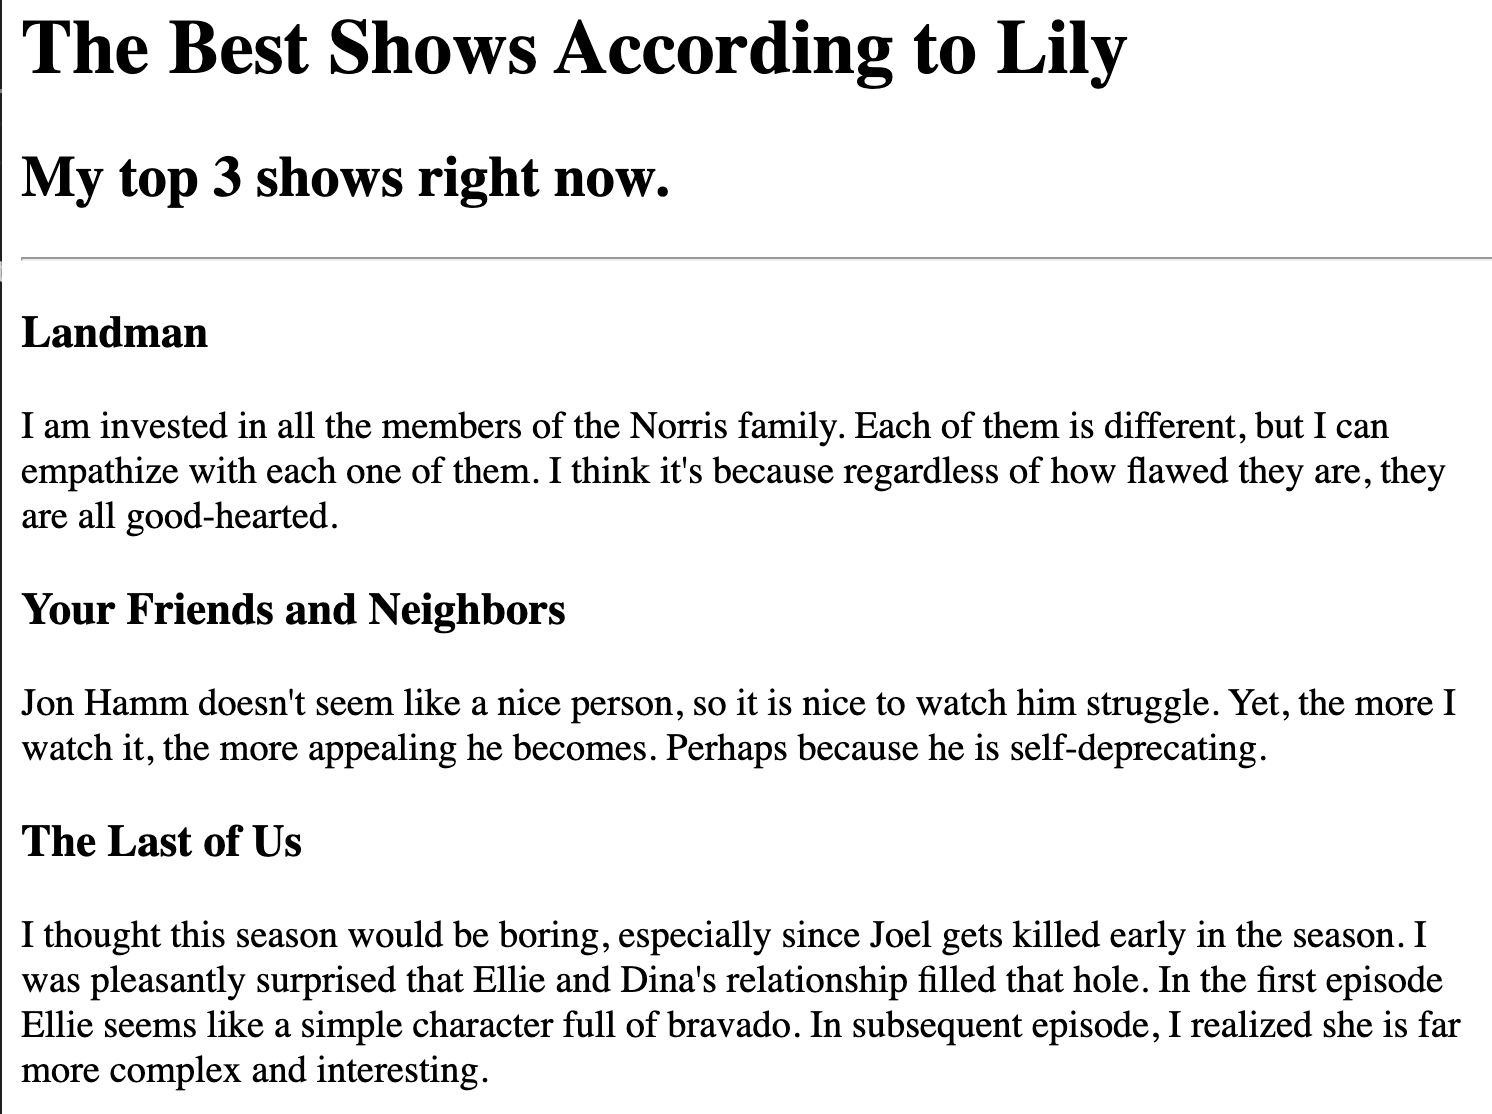 The Best Shows According to Lily
My top 3 shows right now.
Landman
I am invested in all the members of the Norris family. Each of them is different, but I can
empathize with each one of them. I think it's because regardless of how flawed they are, they
are all good-hearted.
Your Friends and Neighbors
Jon Hamm doesn't seem like a nice person, so it is nice to watch him struggle. Yet, the more I
watch it, the more appealing he becomes. Perhaps because he is self-deprecating.
The Last of Us
I thought this season would be boring, especially since Joel gets killed early in the season. I
was pleasantly surprised that Ellie and Dina's relationship filled that hole. In the first episode
Ellie seems like a simple character full of bravado. In subsequent episode, I realized she is far
more complex and interesting.